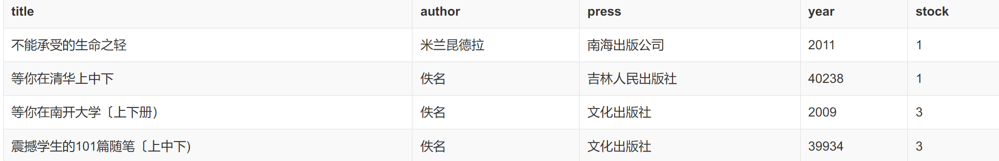 title author press year stock
不能承受的生命之轻 米兰昆德拉 南海出版公司 2011 1
等你在清华上中下 佚名 吉林人民出版社 40238 1
等你在南开大学〔上下册） 佚名 文化出版社 2009 3
震撼学生的101篇随笔〔上中下) 佚名 文化出版社 39934 3